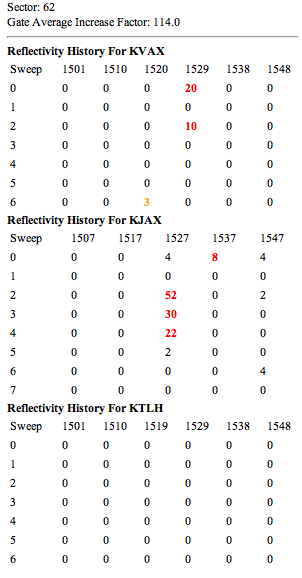 Sector: 62
Gate Average Increase Factor: 114.0
Reflectivity History For KVAX
Sweep 1501 1510 1520 1529 1538 1548
0 0 0 0 20 0 0
1 0 0 0 0 0 0
2 0 0 0 10 0 0
3 0 0 0 0 0 0
4 0 0 0 0 0 0
5 0 0 0 0 0 0
6 0 0 3 0 0 0
Reflectivity History For KJAX
Sweep 1507 1517 1527 1537 1547
0 0 0 4 8 4
1 0 0 0 0 0
2 0 0 52 0 2
3 0 0 30 0 0
4 0 0 22 0 0
5 0 0 2 0 0
6 0 0 0 0 4
7 0 0 0 0 0
Reflectivity History For KTLH
Sweep 1501 1510 1519 1529 1538 1548
0 0 0 0 0 0 0
1 0 0 0 0 0 0
2 0 0 0 0 0 0
3 0 0 0 0 0 0
4 0 0 0 0 0 0
5 0 0 0 0 0 0
6 0 0 0 0 0 0